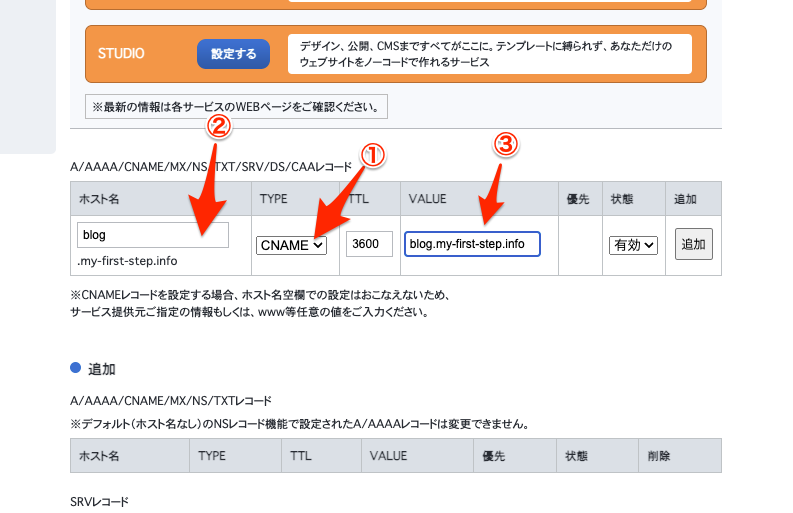 STUDIO
設定する
デザイン、公開、CMSまですべてがここに。テンプレートに縛られず、あなただけの
ウェブサイトをノーコードで作れるサービス
※最新の情報は各サービスのWEBページをご確認ください。
② ① ③
A/AAAA/CNAME/MX/NS/TXT/SRV/DS/CAAレコード
ホスト名 TYPE TTL VALUE 優先 状態 追加
blog CNAME 3600 blog.my-first-step.info 有効 追加
.my-first-step.info
※CNAMEレコードを設定する場合、ホスト名空欄での設定はおこなえないため、
サービス提供元ご指定の情報もしくは、www等任意の値をご入力ください。
追加
A/AAAA/CNAME/MX/NS/TXTレコード
※デフォルト(ホスト名なし)のNSレコード機能で設定されたA/AAAAレコードは変更できません。
ホスト名 TYPE TTL VALUE 優先 状態 削除
SRVレコード